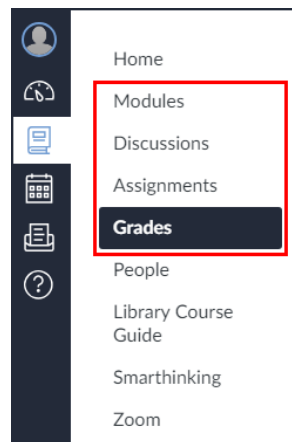 Home
Modules
Discussions
Assignments
Grades
People
Library Course
Guide
Smarthinking
Zoom